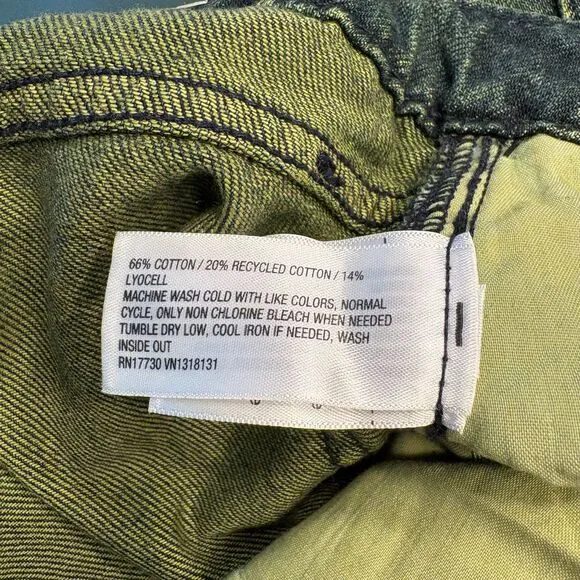 66% COTTON / 20% RECYCLED COTTON / 14%
LYOCELL
MACHINE WASH COLD WITH LIKE COLORS, NORMAL
CYCLE, ONLY NON CHLORINE BLEACH WHEN NEEDED
TUMBLE DRY LOW, COOL IRON IF NEEDED, WASH
INSIDE OUT
RN17730 VN1318131